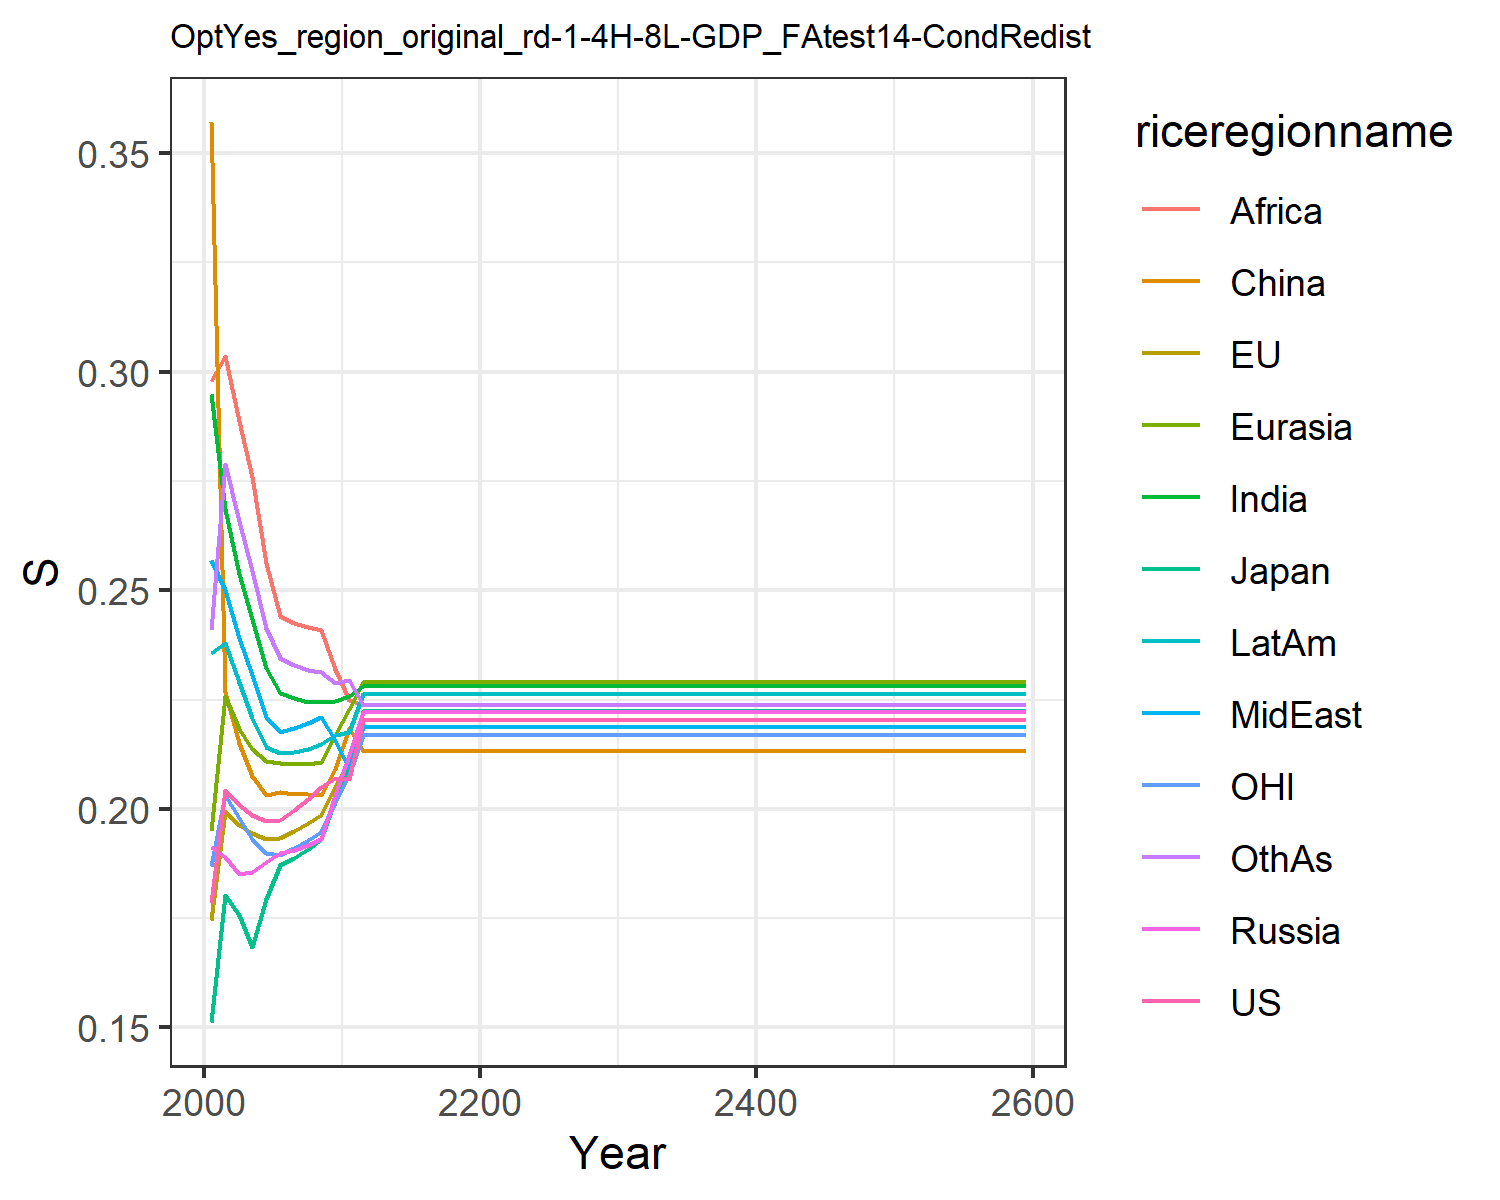 OptYes_region_original_rd-1-4H-8L-GDP_FAtest14-CondRedist
S
0.35
0.30
0.25
0.20
0.15
2000
2200
2400
2600
Year
riceregionname
Africa
China
EU
Eurasia
India
Japan
LatAm
MidEast
OHI
OthAs
Russia
US